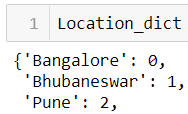 1 Location_dict
{'Bangalore': 0,
'Bhubaneswar': 1,
'Pune': 2,